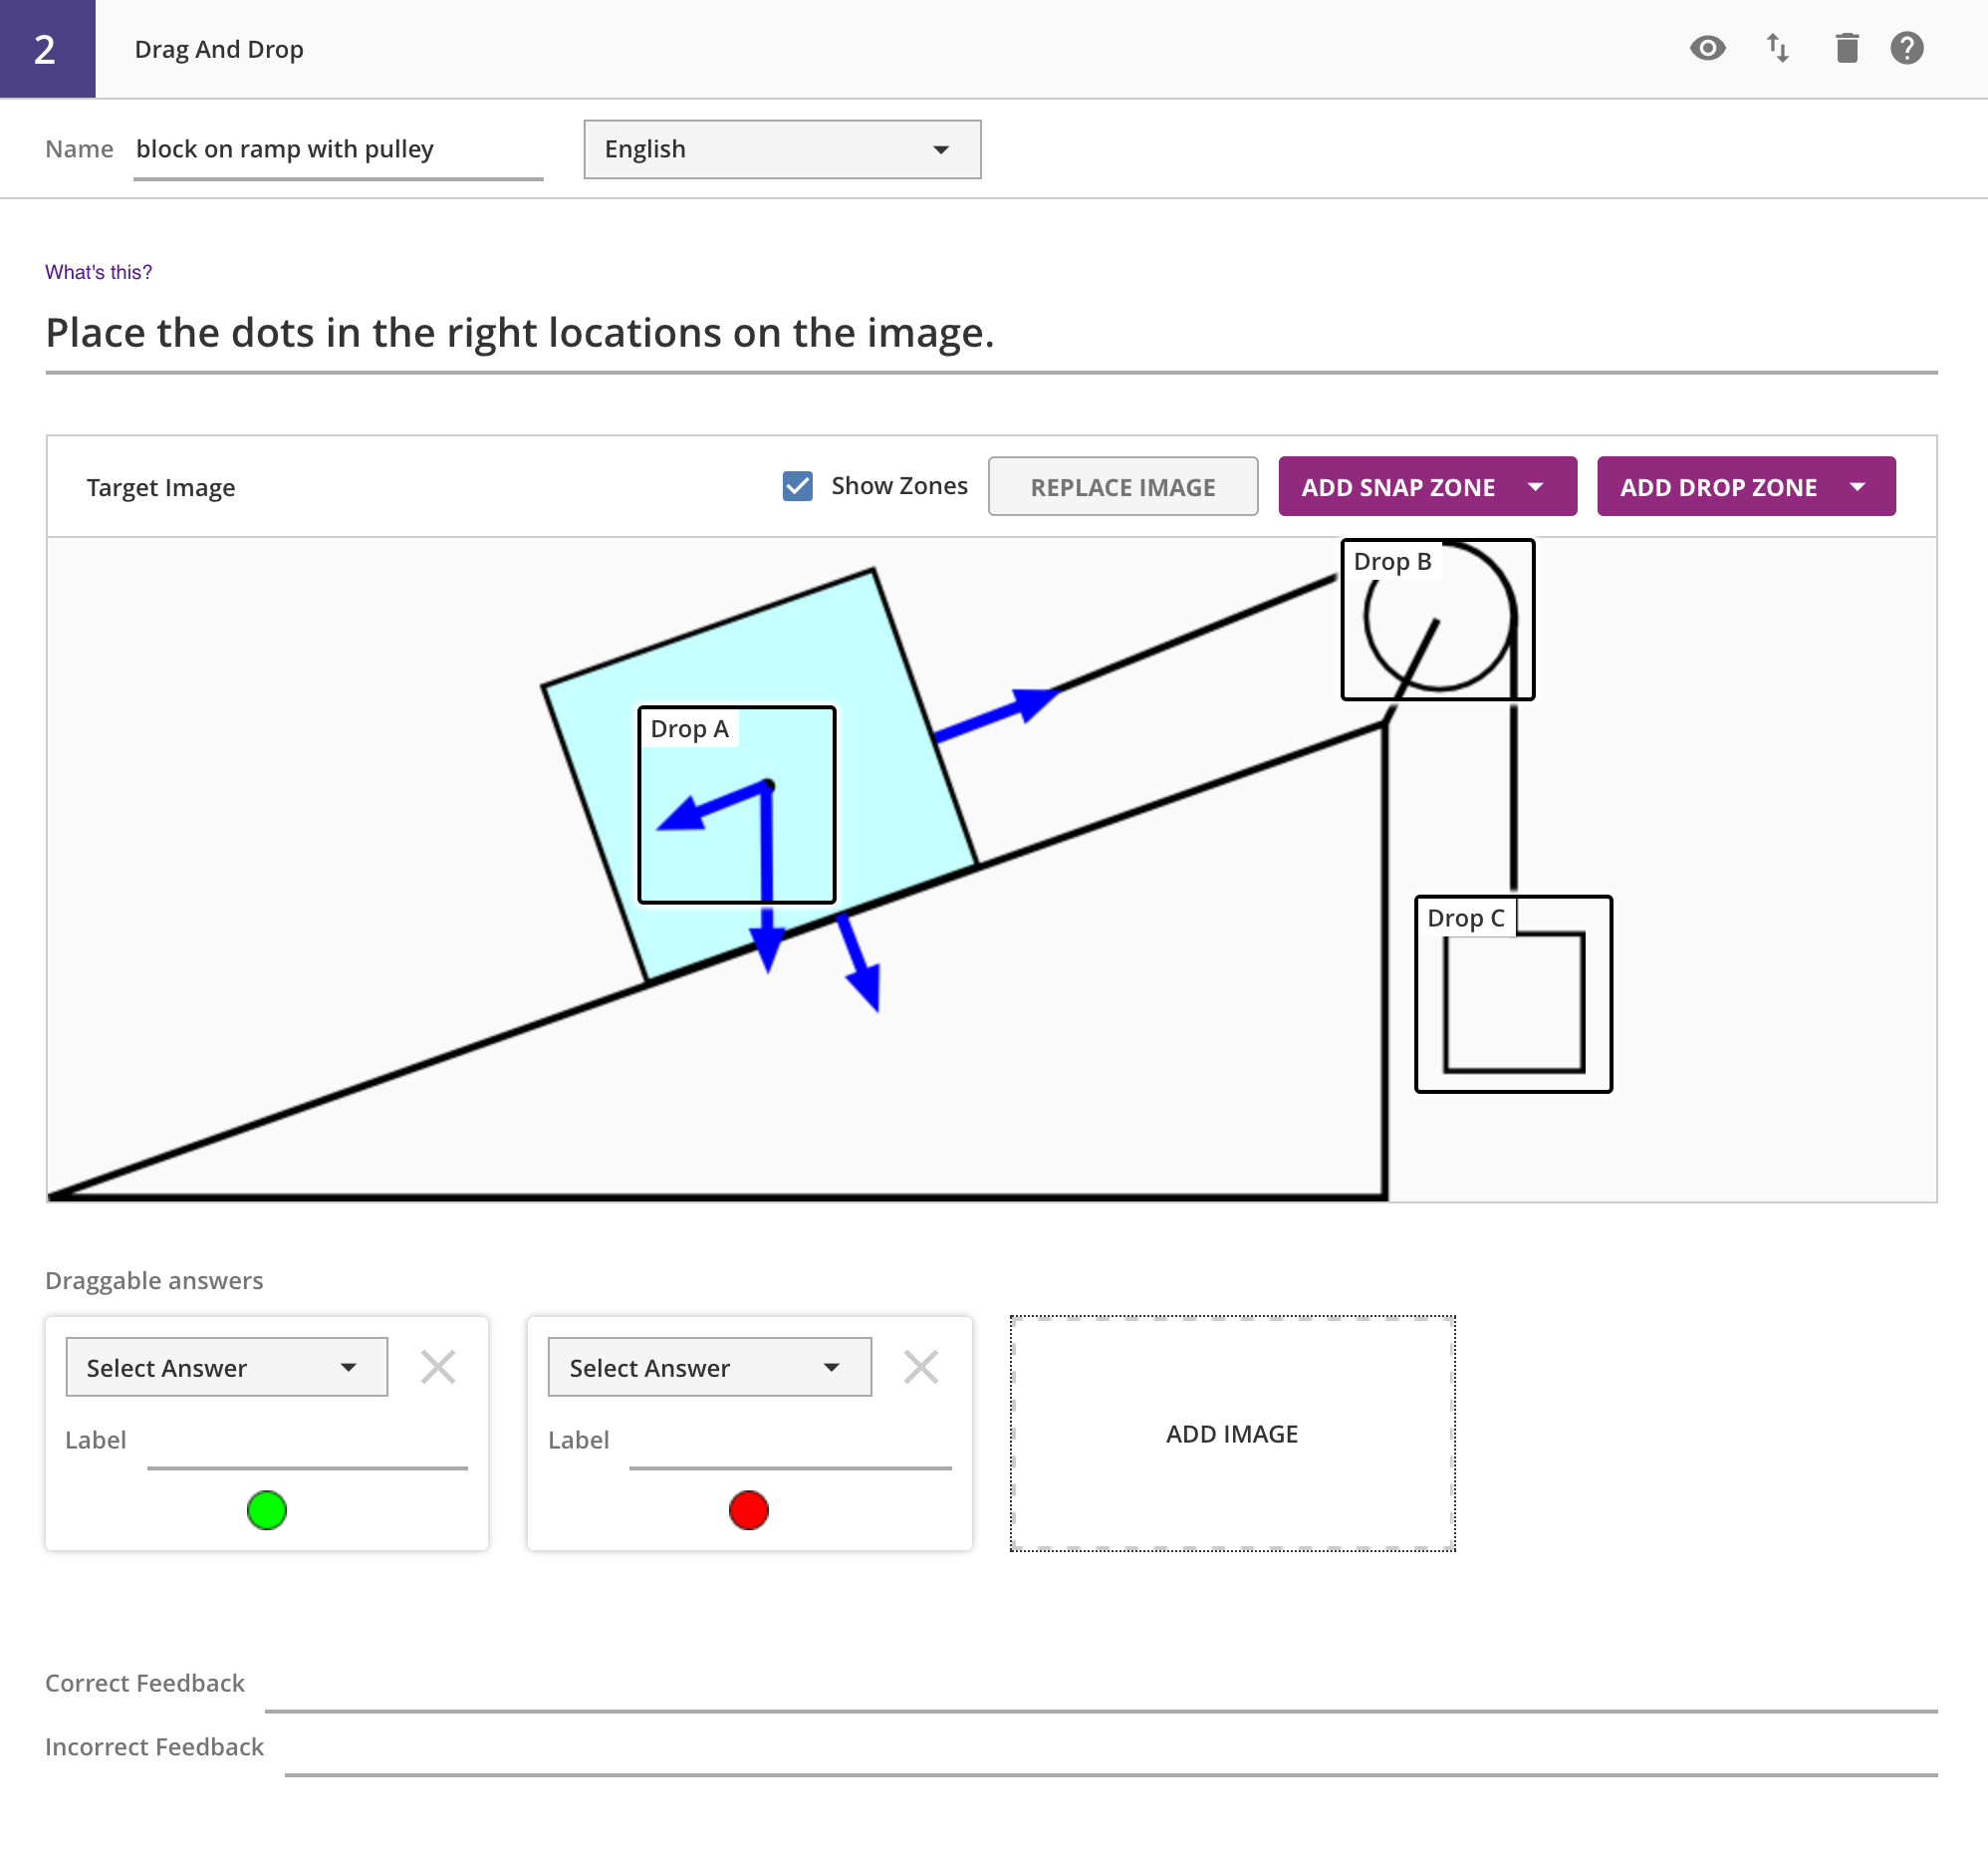 2 Drag And Drop
Name block on ramp with pulley English
What's this?
Place the dots in the right locations on the image.
Target Image Show Zones REPLACE IMAGE ADD SNAP ZONE ADD DROP ZONE
Drop B
Drop A
Drop C
Draggable answers
Select Answer Select Answer
Label Label
ADD IMAGE
Correct Feedback
Incorrect Feedback